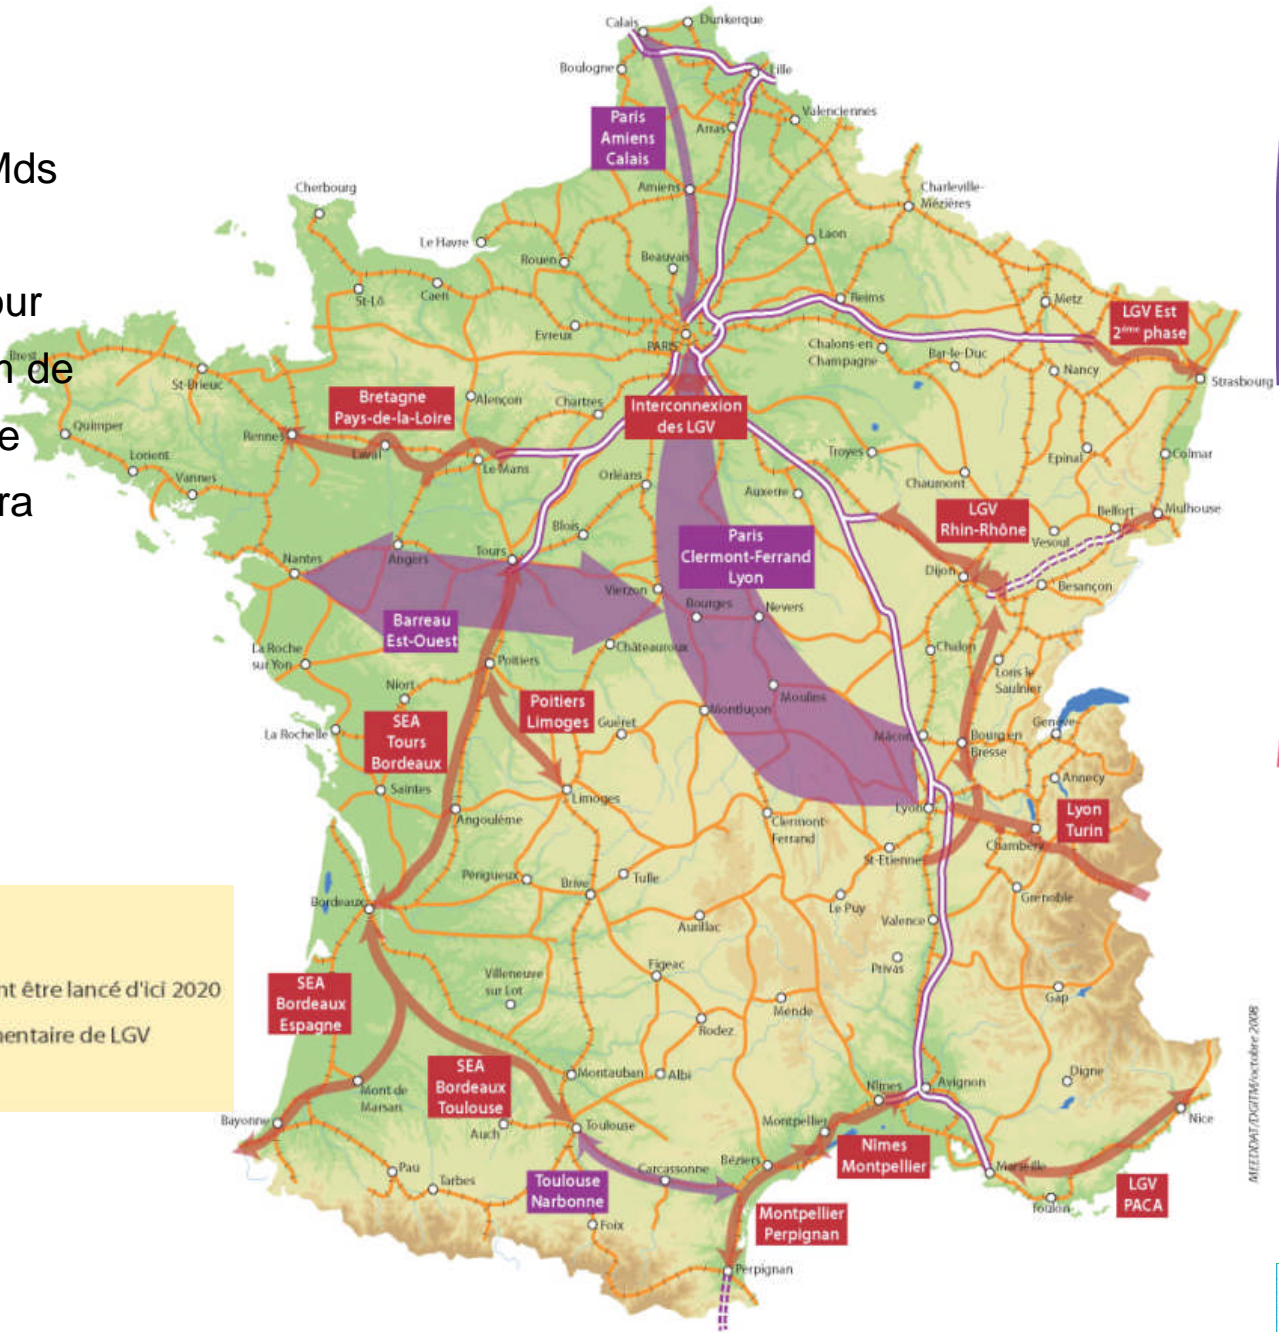 Mds
our
n de
e
ra
Calais
Dunkerque
Boulogne
Lille
Paris
Amiens
Calais
Arras
Valenciennes
Cherbourg
Amiens
Charleville-
Mézières
Le Havre
Rouen
Beauvais
Laon
St-Lô
Caen
Evreux
Reims
Metz
LGV Est
2ème phase
PARIS
Chalons-en
Champagne
Bar-le-Duc
Nancy
Strasbourg
Brest
St-Brieuc
Bretagne
Pays-de-la-Loire
Alençon
Chartres
Interconnexion
des LGV
Quimper
Rennes
Laval
Le Mans
Troyes
Epinal
Colmar
Lorient
Vannes
Orléans
Auxerre
Chaumont
LGV
Rhin-Rhône
Belfort
Mulhouse
Blois
Vesoul
Nantes
Angers
Tours
Paris
Clermont-Ferrand
Lyon
Dijon
Besançon
Vierzon
Bourges
Nevers
Barreau
Est-Ouest
La Roche
sur Yon
Châteauroux
Chalon
Poitiers
Lons le
Saulnier
Niort
Moulins
SEA
Tours
Bordeaux
Poitiers
Limoges
Guéret
Montluçon
La Rochelle
Mâcon
Bourg en
Bresse
Genève
Annecy
Saintes
Limoges
Lyon
Lyon
Turin
Angoulême
Clermont-
Ferrand
St-Etienne
Chambéry
Périgueux
Brive
Tulle
Grenoble
Bordeaux
Aurillac
Le Puy
Valence
Privas
Figeac
Villeneuve
sur Lot
nt être lancé d'ici 2020
SEA
Bordeaux
Espagne
Mende
Gap
Rodez
nentaire de LGV
SEA
Bordeaux
Toulouse
Montauban
Albi
Mont de
Marsan
Digne
Nîmes
Avignon
Bayonne
Auch
Toulouse
Montpellier
Nice
Nîmes
Montpellier
Béziers
Carcassonne
Marseille
Pau
Tarbes
Toulouse
Narbonne
LGV
PACA
Toulon
Foix
Montpellier
Perpignan
Perpignan
MEEDDAT/DGITM/octobre 2008